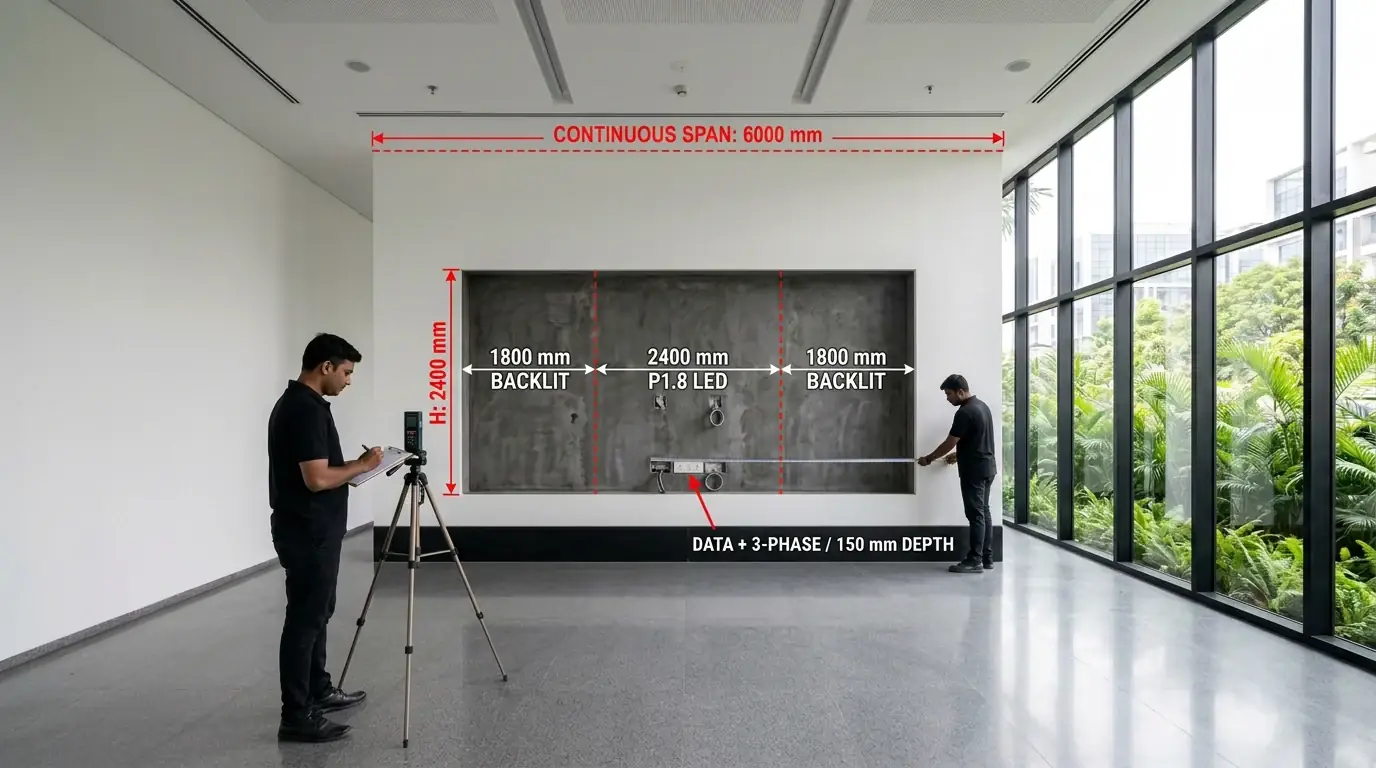 CONTINUOUS SPAN: 6000 mm
H: 2400 mm
1800 mm
BACKLIT
2400 mm
P1.8 LED
1800 mm
BACKLIT
DATA + 3-PHASE / 150 mm DEPTH